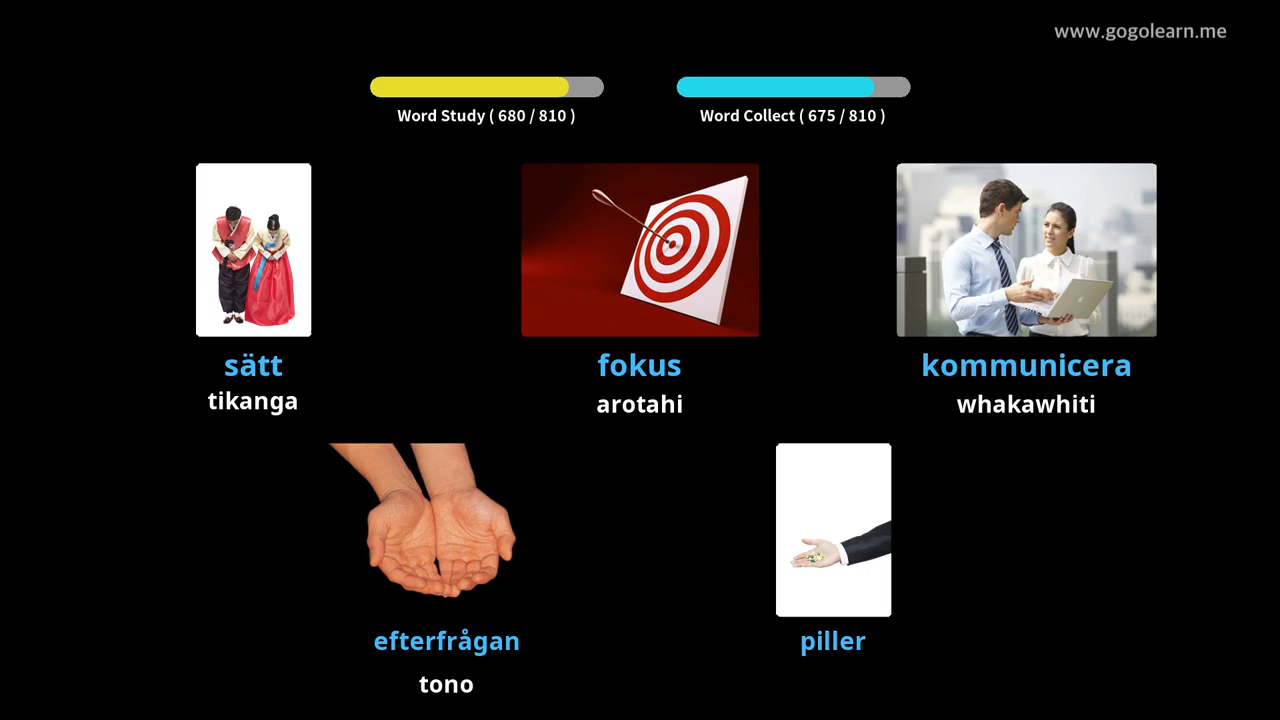 www.gogolearn.me
Word Study ( 680 / 810 )
Word Collect ( 675 / 810 )
sätt
tikanga
fokus
arotahi
kommunicera
whakawhiti
efterfrågan
tono
piller